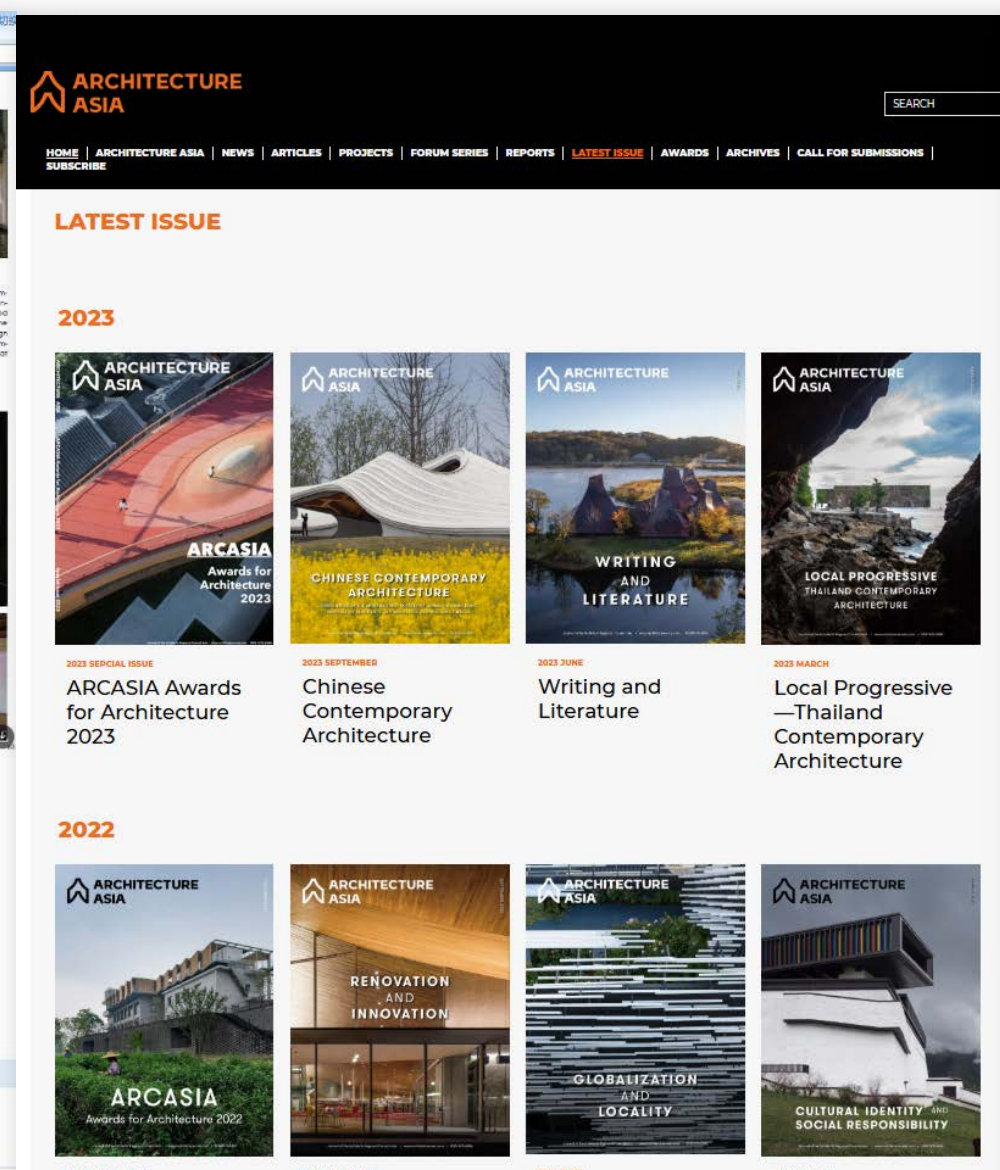 ARCHITECTURE
ASIA
SEARCH
HOME | ARCHITECTURE ASIA | NEWS | ARTICLES | PROJECTS | FORUM SERIES | REPORTS | LATEST ISSUE | AWARDS | ARCHIVES | CALL FOR SUBMISSIONS |
SUBSCRIBE
LATEST ISSUE
2023
ARCHITECTURE
ASIA
ARCASIA
Awards for
Architecture
2023
2023 SEPCIAL ISSUE
ARCASIA Awards
for Architecture
2023
ARCHITECTURE
ASIA
CHINESE CONTEMPORARY
ARCHITECTURE
2023 SEPTEMBER
Chinese
Contemporary
Architecture
ARCHITECTURE
ASIA
WRITING
AND
LITERATURE
2023 JUNE
Writing and
Literature
ARCHITECTURE
ASIA
LOCAL PROGRESSIVE
THAILAND CONTEMPORARY
ARCHITECTURE
2023 MARCH
Local Progressive
—Thailand
Contemporary
Architecture
2022
ARCHITECTURE
ASIA
ARCASIA
Awards for Architecture 2022
ARCHITECTURE
ASIA
RENOVATION
AND
INNOVATION
ARCHITECTURE
ASIA
GLOBALIZATION
AND
LOCALITY
ARCHITECTURE
ASIA
CULTURAL IDENTITY AND
SOCIAL RESPONSIBILITY